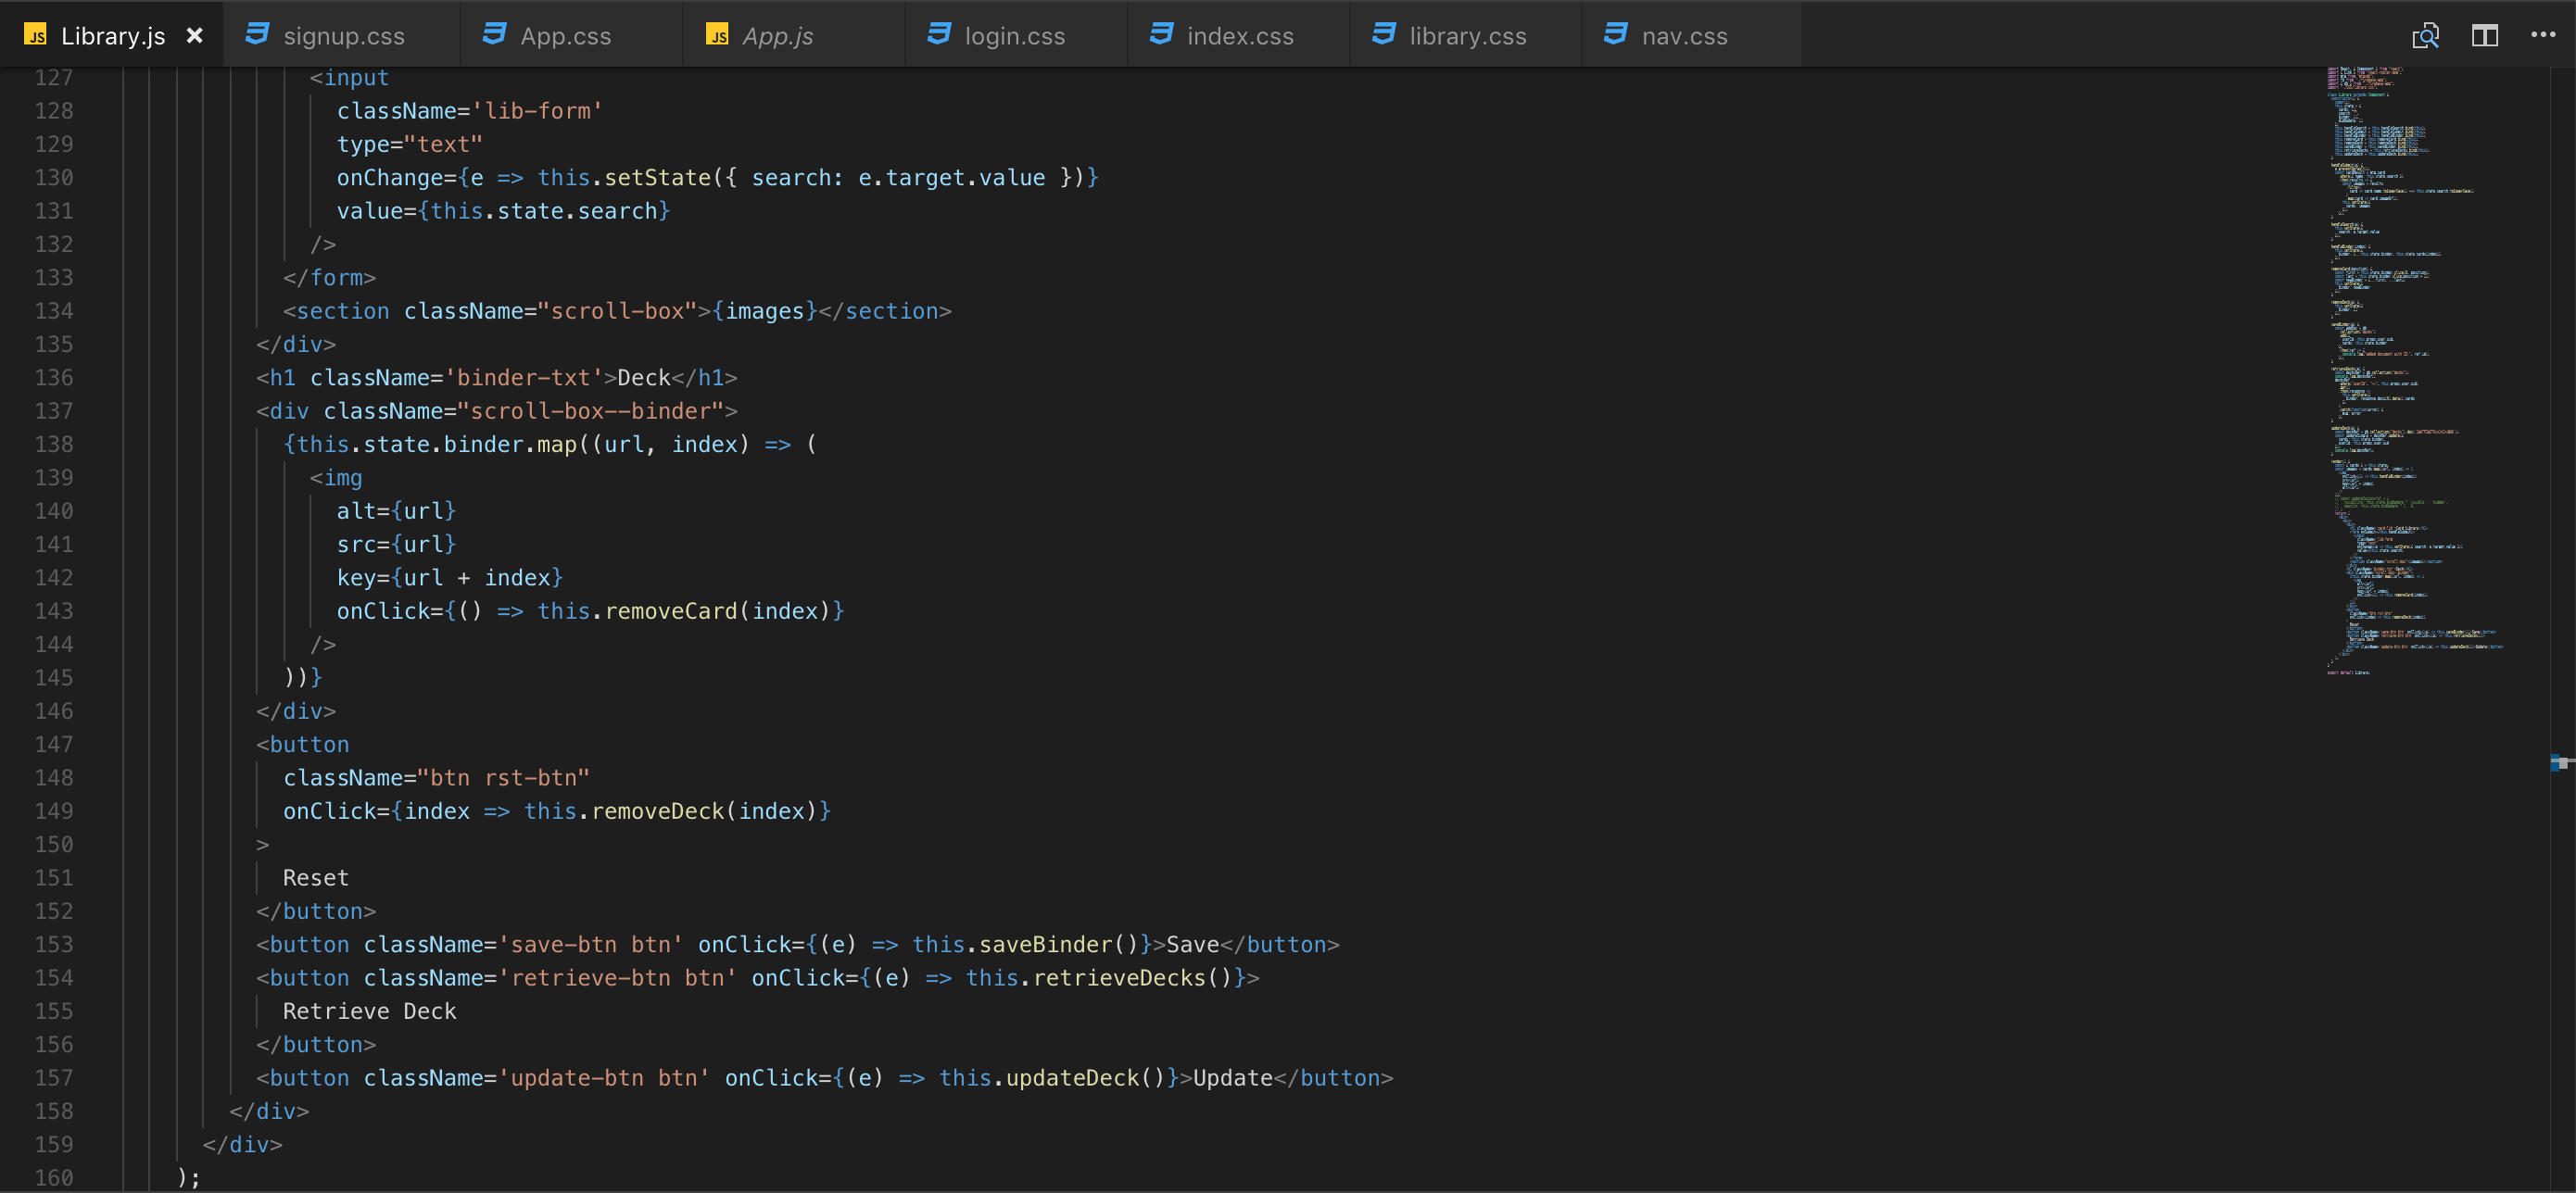 JS Library.js × signup.css App.css JS App.js login.css index.css library.css nav.css
127 <input
128 className='lib-form'
129 type="text"
130 onChange={e => this.setState({ search: e.target.value })}
131 value={this.state.search}
132 />
133 </form>
134 <section className="scroll-box">{images}</section>
135 </div>
136 <h1 className='binder-txt'>Deck</h1>
137 <div className="scroll-box--binder">
138 {this.state.binder.map((url, index) => (
139 <img
140 alt={url}
141 src={url}
142 key={url + index}
143 onClick={() => this.removeCard(index)}
144 />
145 ))}
146 </div>
147 <button
148 className="btn rst-btn"
149 onClick={index => this.removeDeck(index)}
150 >
151 Reset
152 </button>
153 <button className='save-btn btn' onClick={(e) => this.saveBinder()}>Save</button>
154 <button className='retrieve-btn btn' onClick={(e) => this.retrieveDecks()}>
155 Retrieve Deck
156 </button>
157 <button className='update-btn btn' onClick={(e) => this.updateDeck()}>Update</button>
158 </div>
159 </div>
160 );